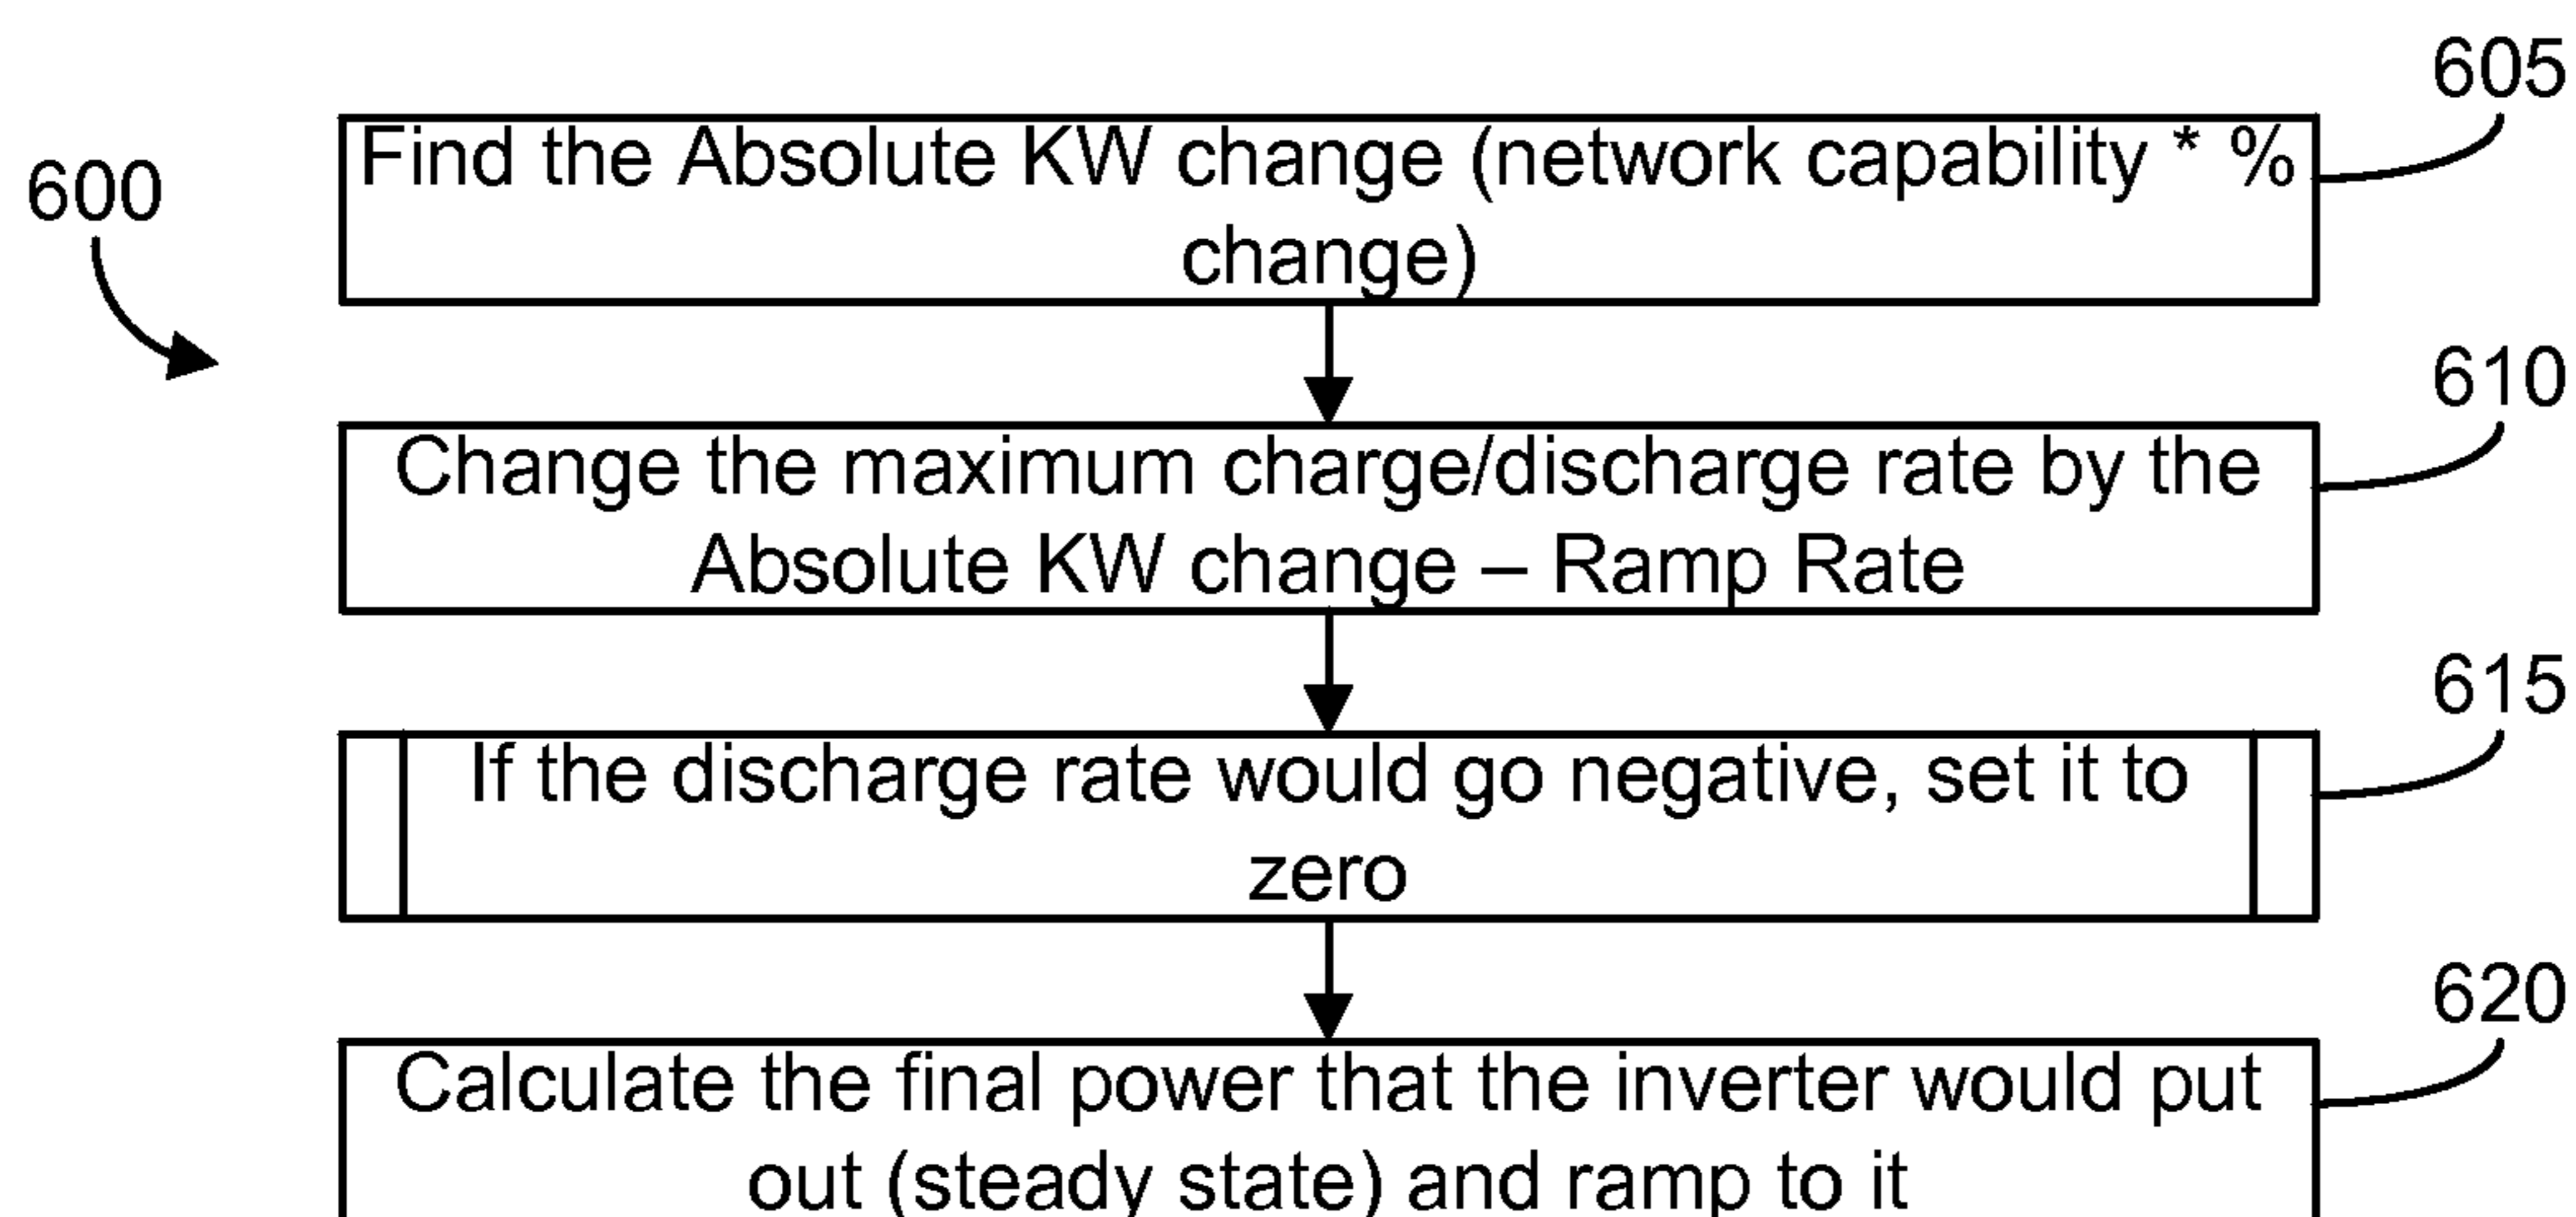 605
Find the Absolute KW change (network capability * %
change)
600
610
Change the maximum charge/discharge rate by the
Absolute KW change – Ramp Rate
615
If the discharge rate would go negative, set it to
zero
620
Calculate the final power that the inverter would put
out (steady state) and ramp to it